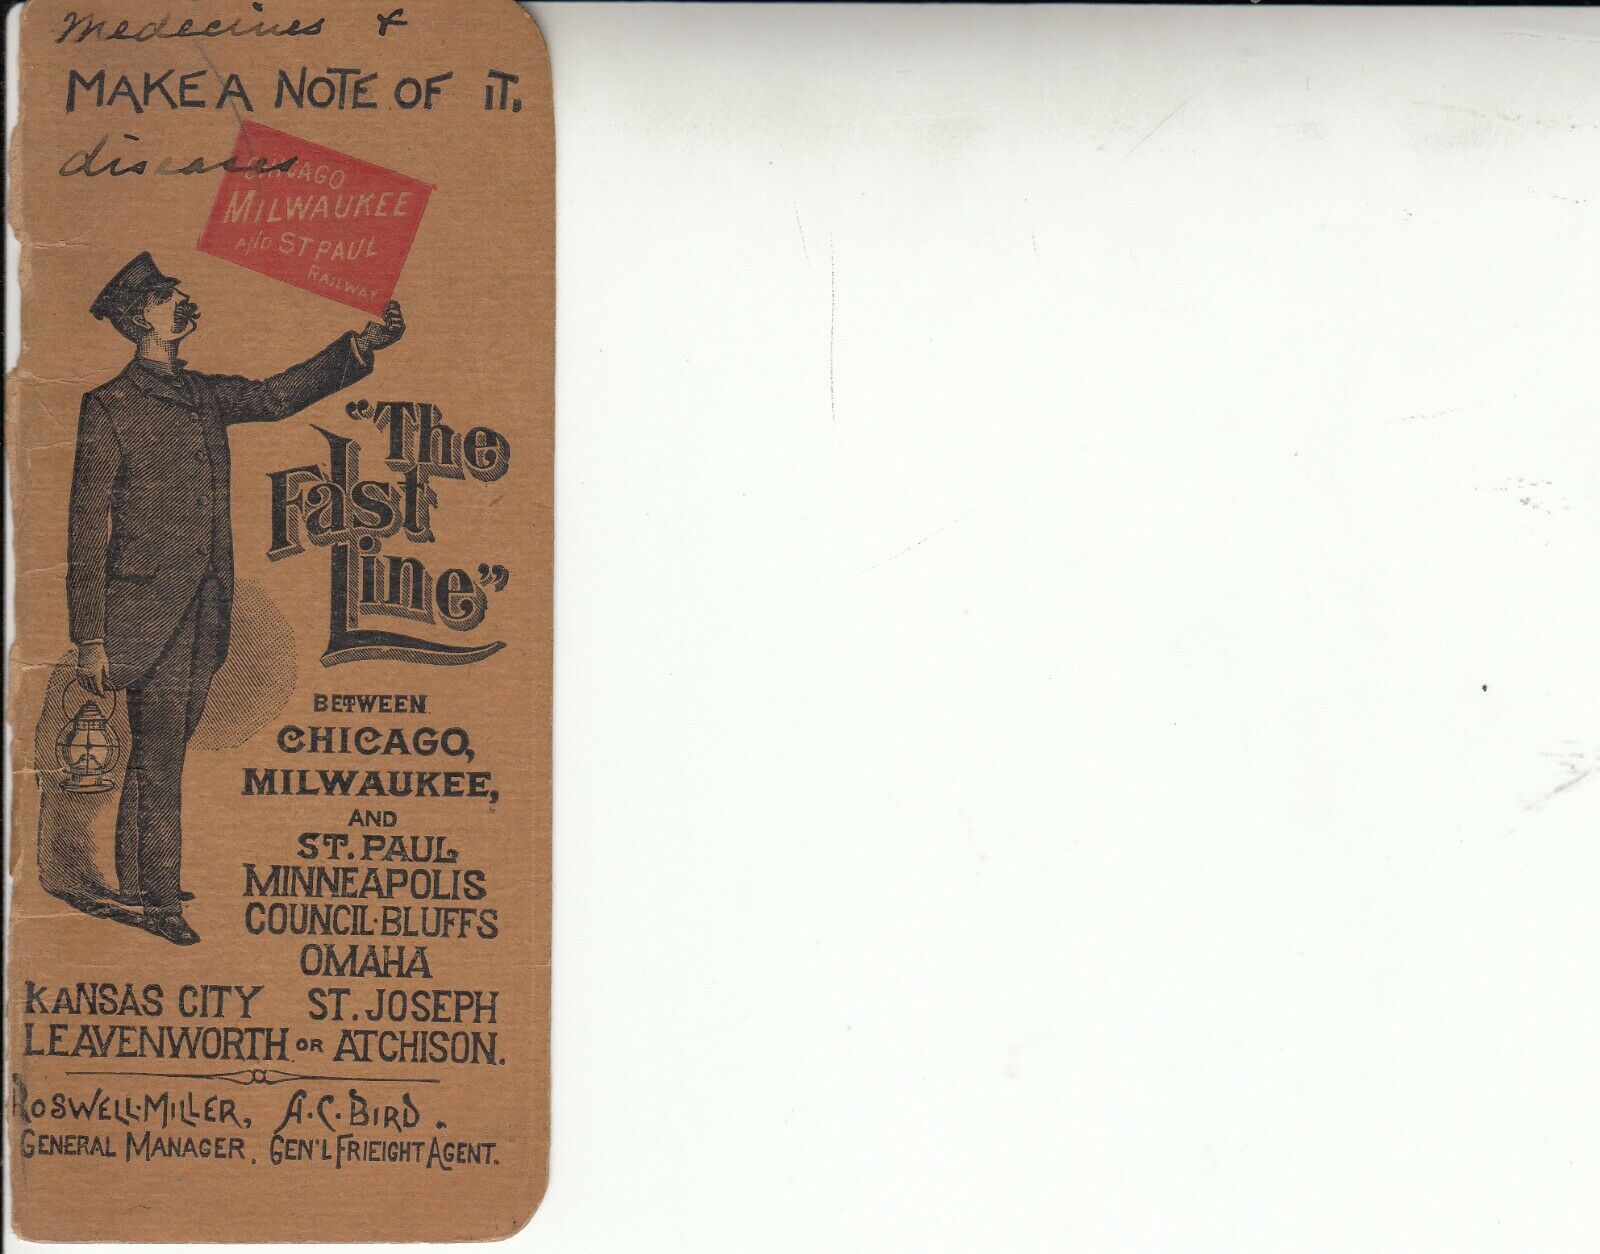 Medecines &
MAKE A NOTE OF IT.
diseases
CHICAGO
MILWAUKEE
AND ST PAUL
RAILWAY
"The
Fast
Line"
BETWEEN
CHICAGO,
MILWAUKEE,
AND
ST. PAUL
MINNEAPOLIS
COUNCIL·BLUFFS
OMAHA
KANSAS CITY ST. JOSEPH
LEAVENWORTH OR ATCHISON.
ROSWELL·MILLER, A.C. BIRD.
GENERAL MANAGER. GEN'L FRIEIGHT AGENT.